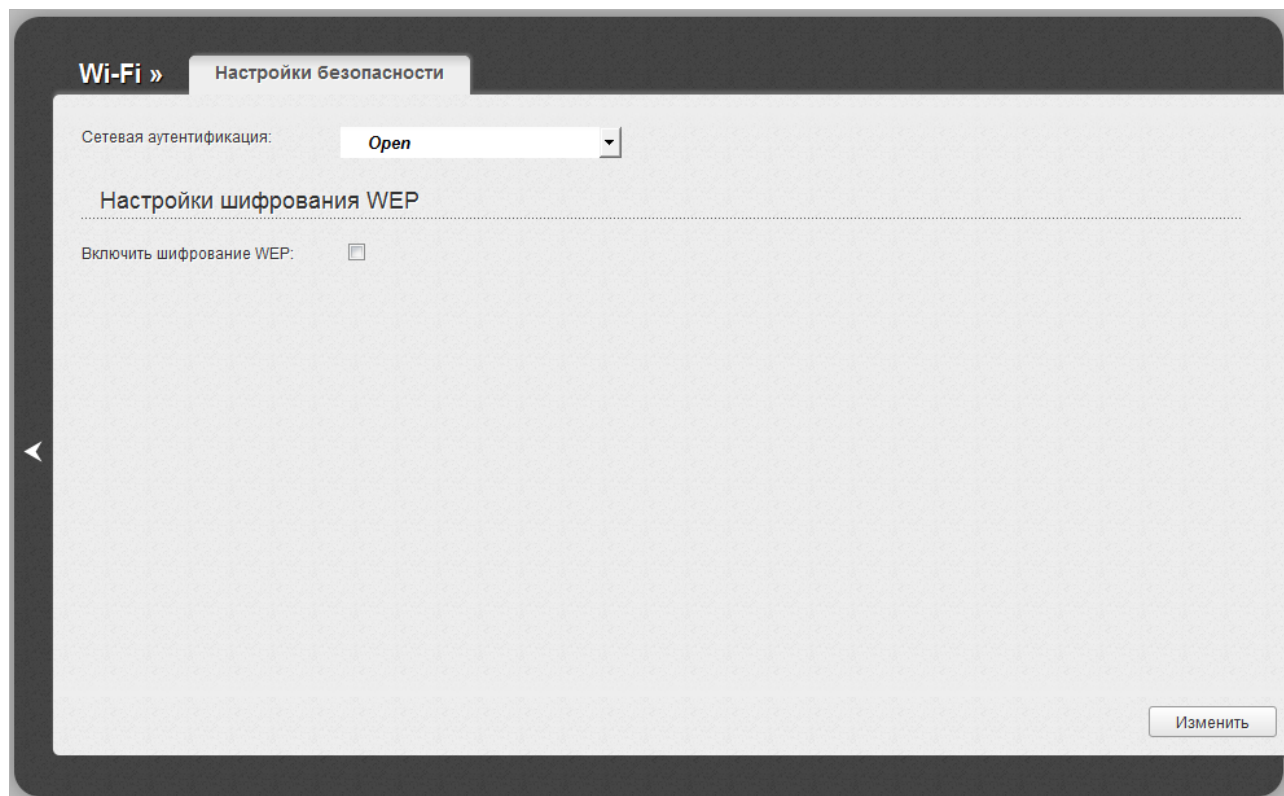 Wi-Fi » Настройки безопасности
Сетевая аутентификация: Open
Настройки шифрования WEP
Включить шифрование WEP:
Изменить